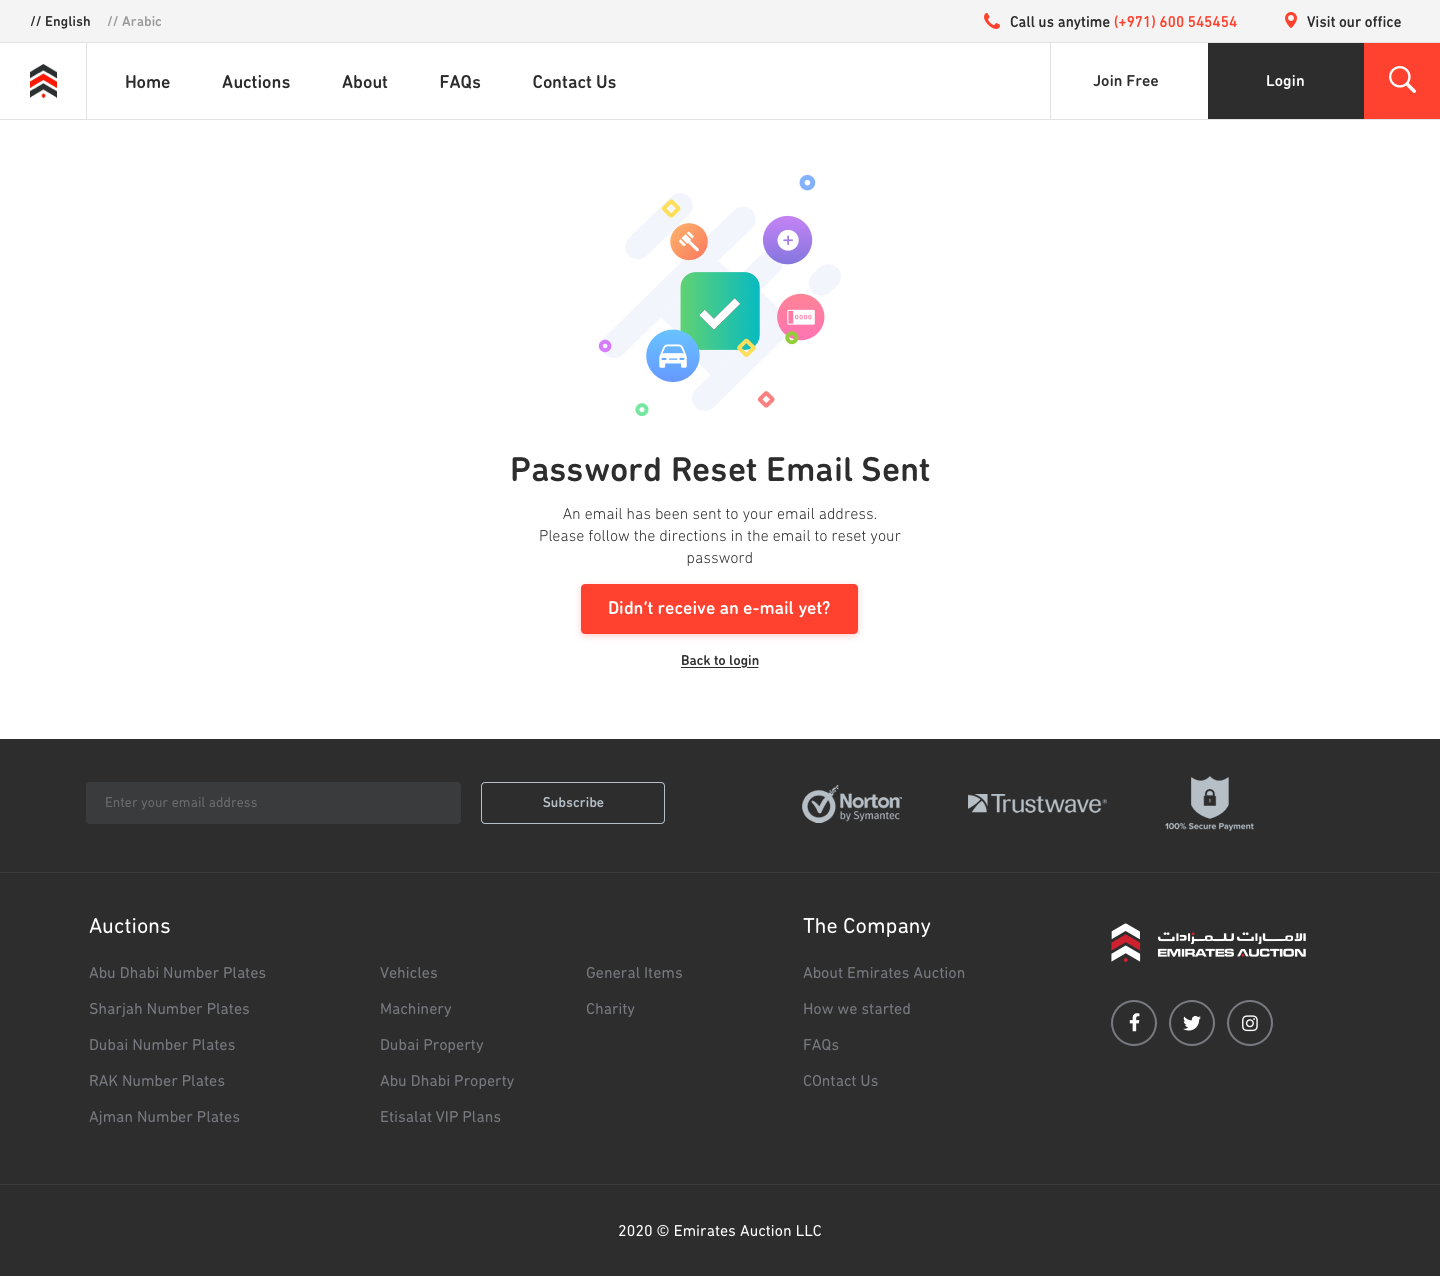 // English // Arabic Call us anytime (+971) 600 545454 Visit our office
Home Auctions About FAQs Contact Us Join Free Login
0000
Password Reset Email Sent
An email has been sent to your email address.
Please follow the directions in the email to reset your
password
Didn't receive an e-mail yet?
Back to login
Enter your email address Subscribe
Norton
by Symantec
Trustwave®
100% Secure Payment
Auctions
Abu Dhabi Number Plates
Sharjah Number Plates
Dubai Number Plates
RAK Number Plates
Ajman Number Plates
Vehicles
Machinery
Dubai Property
Abu Dhabi Property
Etisalat VIP Plans
General Items
Charity
The Company
About Emirates Auction
How we started
FAQs
COntact Us
الامارات للمزادات
EMIRATES AUCTION
2020 © Emirates Auction LLC